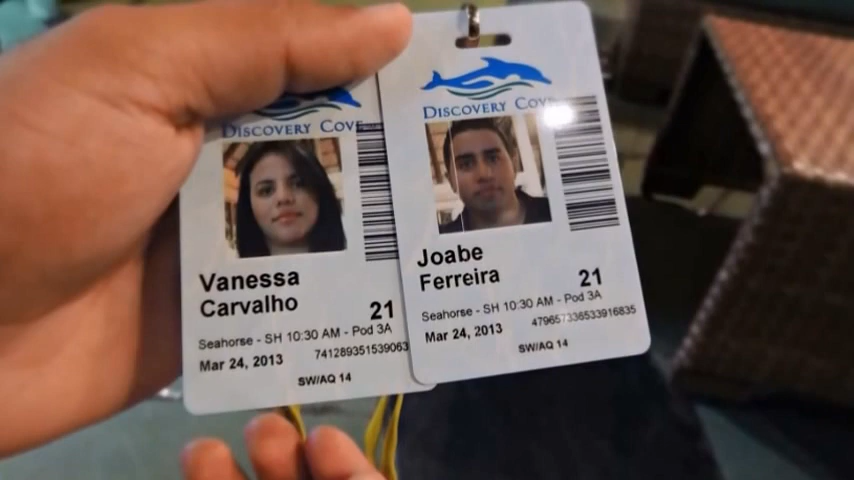 DISCOVERY COVE
Vanessa
Carvalho
21
Seahorse - SH 10:30 AM - Pod 3A
Mar 24, 2013 741289351539063
SW/AQ 14
DISCOVERY COVE
Joabe
Ferreira
21
Seahorse - SH 10:30 AM - Pod 3A
Mar 24, 2013 479657336533916835
SW/AQ 14